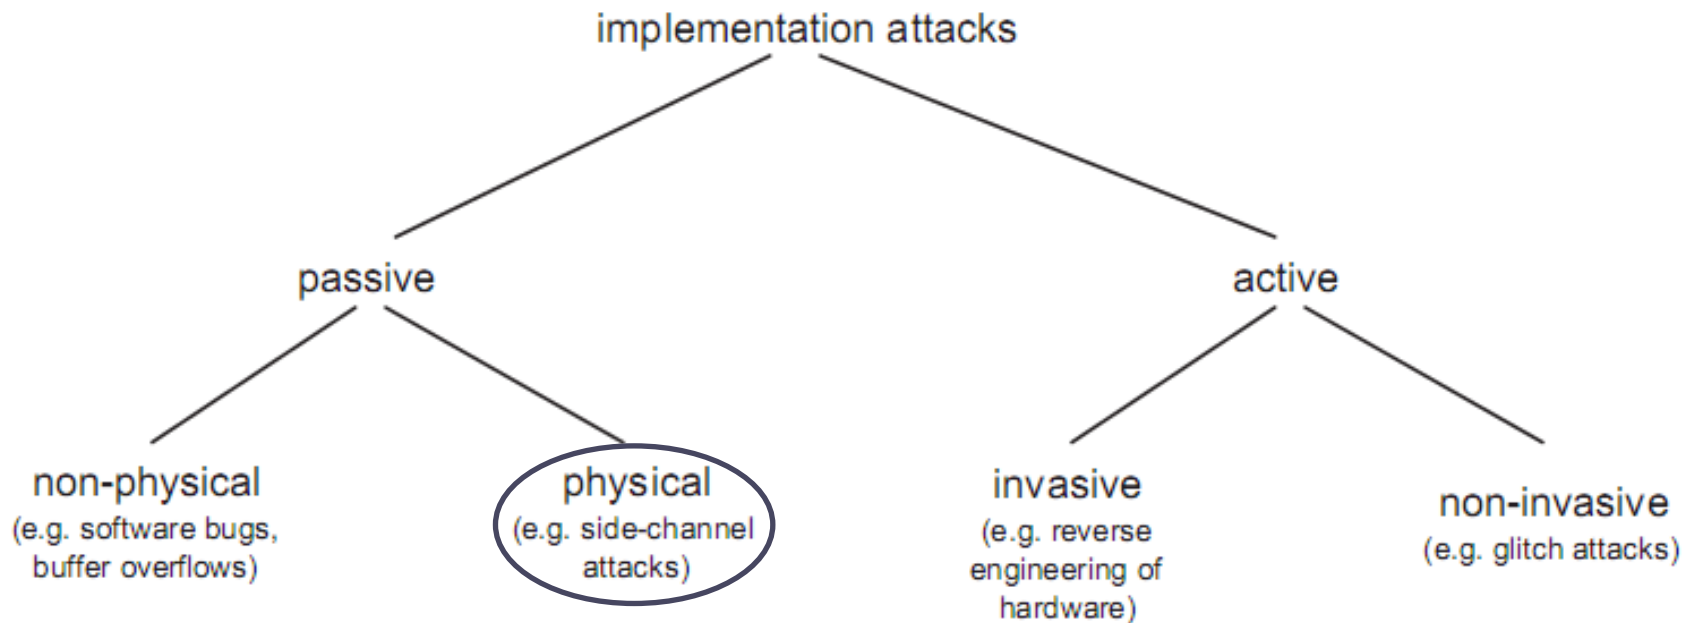 implementation attacks
passive
active
non-physical
(e.g. software bugs,
buffer overflows)
physical
(e.g. side-channel
attacks)
invasive
(e.g. reverse
engineering of
hardware)
non-invasive
(e.g. glitch attacks)